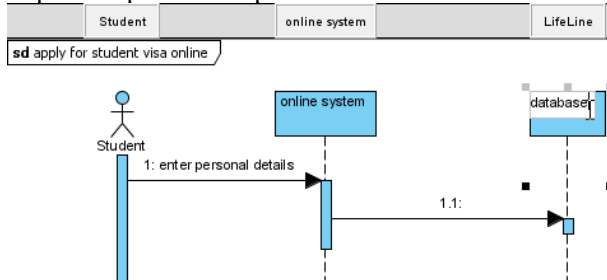 Student online system LifeLine
sd apply for student visa online
online system database
Student
1: enter personal details
1.1: